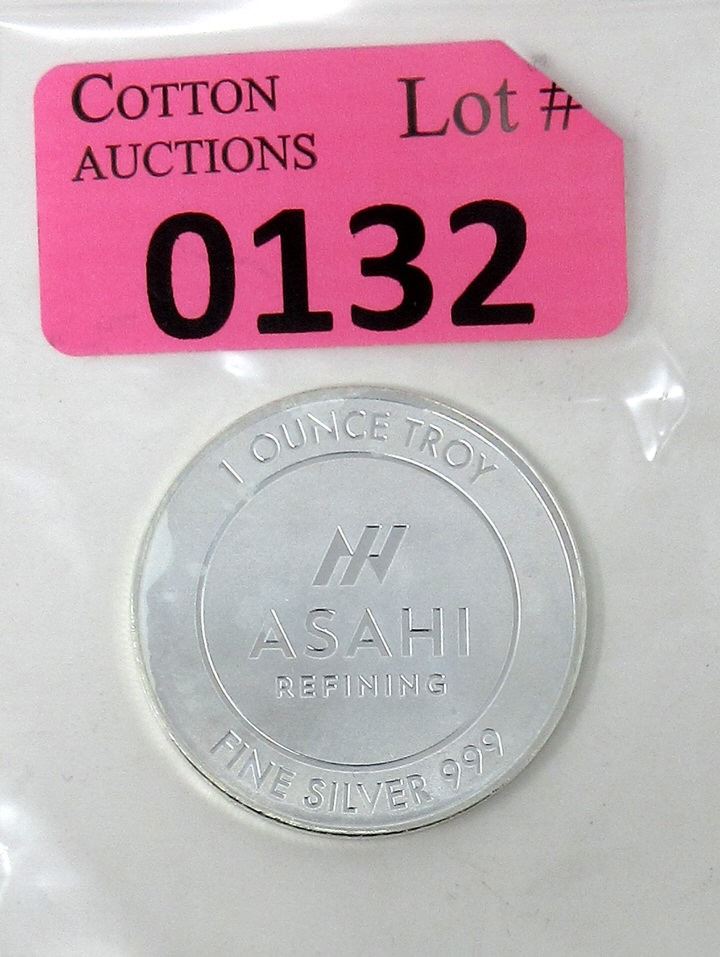 COTTON
AUCTIONS
Lot #
0132
1 OUNCE TROY
ASAHI
REFINING
FINE SILVER 999